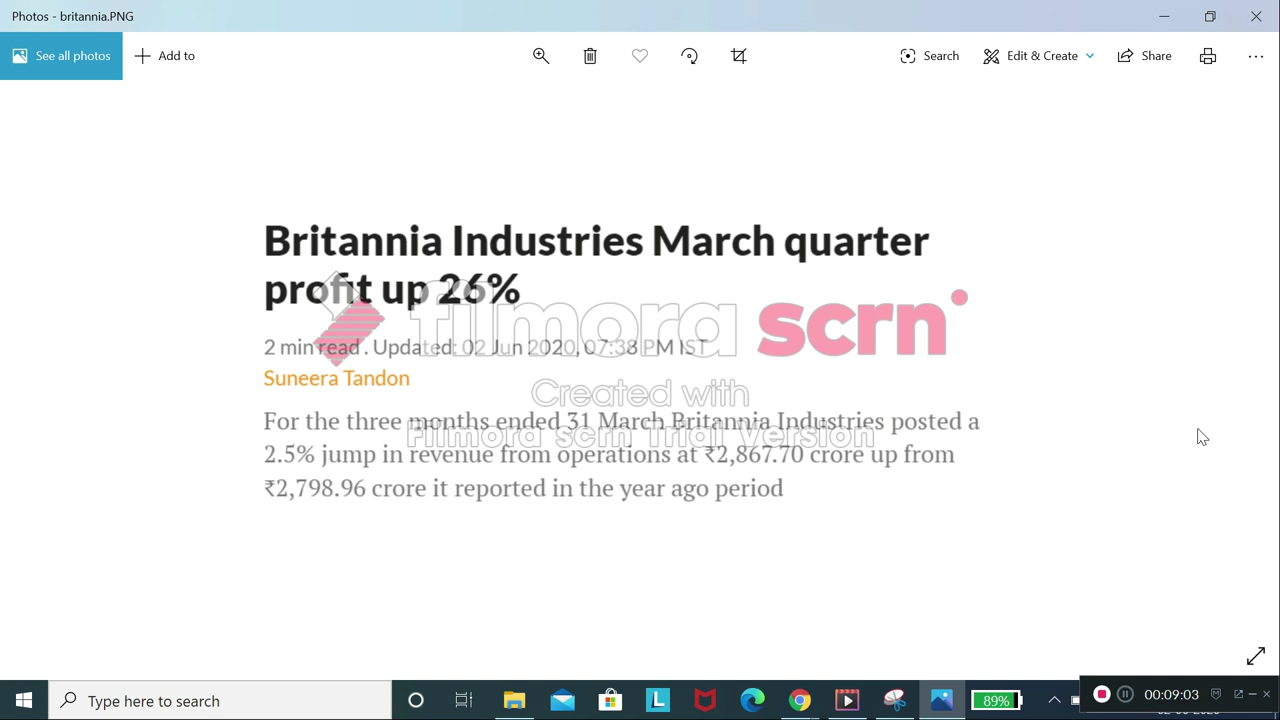 Photos - britannia.PNG
See all photos
Add to
Search
Edit & Create
Share
Britannia Industries March quarter
profit up 26%
filmora scrn
2 min read . Updated: 02 Jun 2020, 07:38 PM IST
Suneera Tandon
Created with
For the three months ended 31 March Britannia Industries posted a
Filmora scrn Trial Version
2.5% jump in revenue from operations at ₹2,867.70 crore up from
₹2,798.96 crore it reported in the year ago period
Type here to search
L
89%
00:09:03